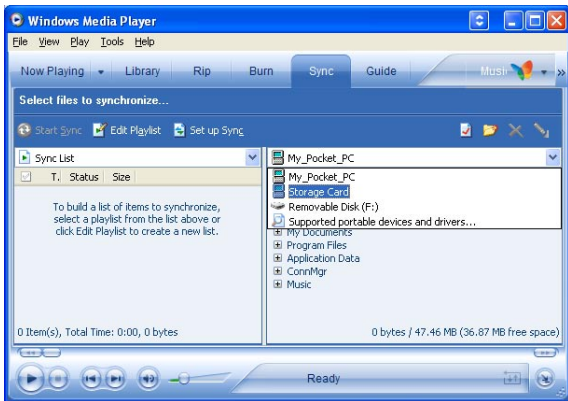 Windows Media Player
File View Play Tools Help
Now Playing Library Rip Burn Sync Guide Music
Select files to synchronize...
Start Sync Edit Playlist Set up Sync
Sync List
My_Pocket_PC
T. Status Size
My_Pocket_PC
Storage Card
Removable Disk (F:)
Supported portable devices and drivers...
To build a list of items to synchronize,
select a playlist from the list above or
click Edit Playlist to create a new list.
My Documents
Program Files
Application Data
ConnMgr
Music
0 Item(s), Total Time: 0:00, 0 bytes
0 bytes / 47.46 MB (36.87 MB free space)
Ready